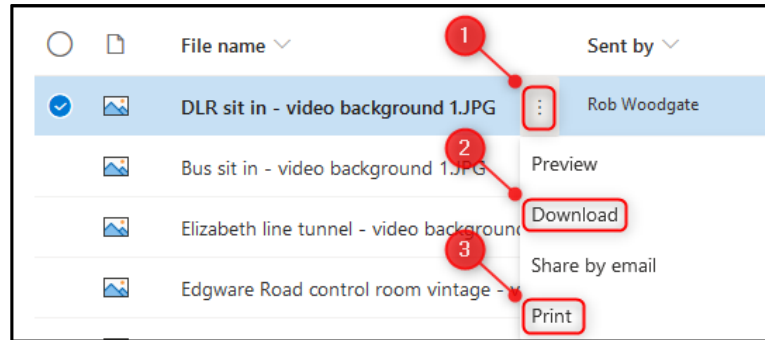 File name
Sent by
1
DLR sit in - video background 1.JPG
Rob Woodgate
2
Bus sit in - video background 1.JPG
Preview
Download
Elizabeth line tunnel - video background
3
Share by email
Edgware Road control room vintage -
Print